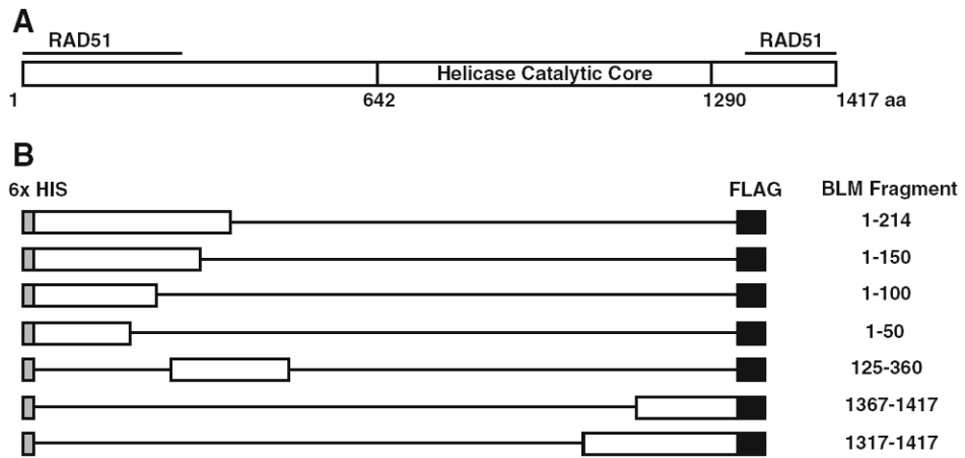 A
RAD51 RAD51
Helicase Catalytic Core
1 642 1290 1417 aa
B
6x HIS FLAG BLM Fragment
1-214
1-150
1-100
1-50
125-360
1367-1417
1317-1417